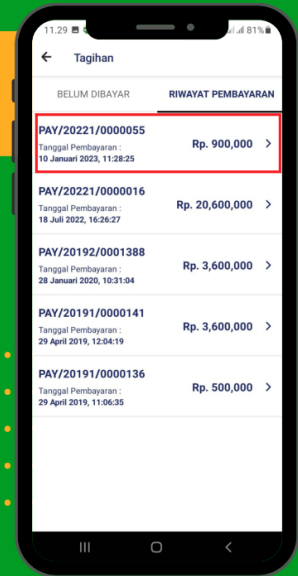 11.29
81%
Tagihan
BELUM DIBAYAR
RIWAYAT PEMBAYARAN
PAY/20221/0000055
Tanggal Pembayaran :
10 Januari 2023, 11:28:25
Rp. 900,000
PAY/20221/0000016
Tanggal Pembayaran :
18 Juli 2022, 16:26:27
Rp. 20,600,000
PAY/20192/0001388
Tanggal Pembayaran :
28 Januari 2020, 10:31:04
Rp. 3,600,000
PAY/20191/0000141
Tanggal Pembayaran :
29 April 2019, 12:04:19
Rp. 3,600,000
PAY/20191/0000136
Tanggal Pembayaran :
29 April 2019, 11:06:35
Rp. 500,000